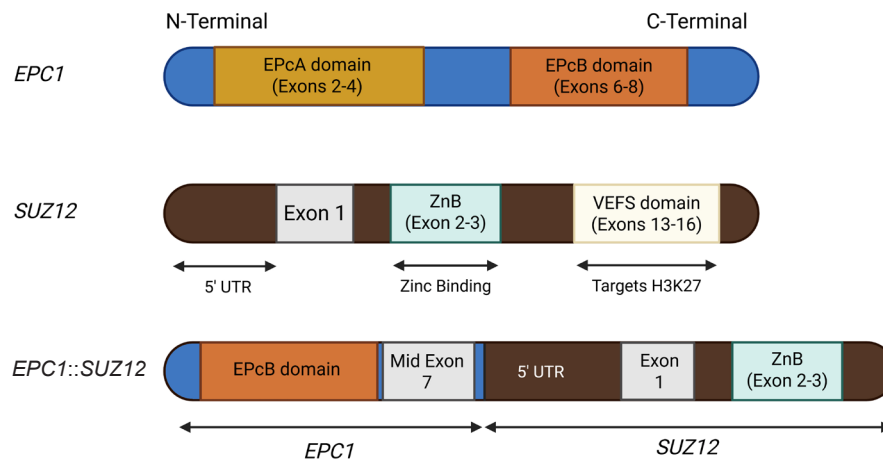 N-Terminal C-Terminal
EPC1
EPcA domain
(Exons 2-4)
EPcB domain
(Exons 6-8)
SUZ12
Exon 1
ZnB
(Exon 2-3)
VEFS domain
(Exons 13-16)
5' UTR
Zinc Binding
Targets H3K27
EPC1::SUZ12
EPcB domain
Mid Exon
7
5' UTR
Exon
1
ZnB
(Exon 2-3)
EPC1
SUZ12